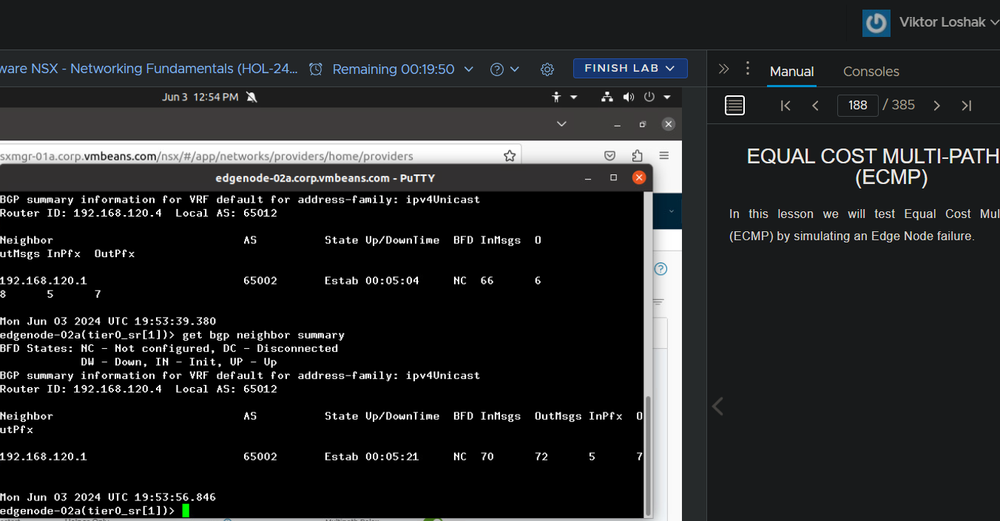 Viktor Loshak
ware NSX - Networking Fundamentals (HOL-24... Remaining 00:19:50 FINISH LAB
Manual Consoles
Jun 3 12:54 PM
188 / 385
sxmgr-01a.corp.vmbeans.com/nsx/#/app/networks/providers/home/providers
edgenode-02a.corp.vmbeans.com - PuTTY
BGP summary information for VRF default for address-family: ipv4Unicast
Router ID: 192.168.120.4 Local AS: 65012
Neighbor AS State Up/DownTime BFD InMsgs O
utMsgs InPfx OutPfx
192.168.120.1 65002 Estab 00:05:04 NC 66 6
8 5 7
Mon Jun 03 2024 UTC 19:53:39.380
edgenode-02a(tier0_sr[1])> get bgp neighbor summary
BFD States: NC - Not configured, DC - Disconnected
DW - Down, IN - Init, UP - Up
BGP summary information for VRF default for address-family: ipv4Unicast
Router ID: 192.168.120.4 Local AS: 65012
Neighbor AS State Up/DownTime BFD InMsgs OutMsgs InPfx O
utPfx
192.168.120.1 65002 Estab 00:05:21 NC 70 72 5 7
Mon Jun 03 2024 UTC 19:53:56.846
edgenode-02a(tier0_sr[1])>
EQUAL COST MULTI-PATH
(ECMP)
In this lesson we will test Equal Cost Mul
(ECMP) by simulating an Edge Node failure.